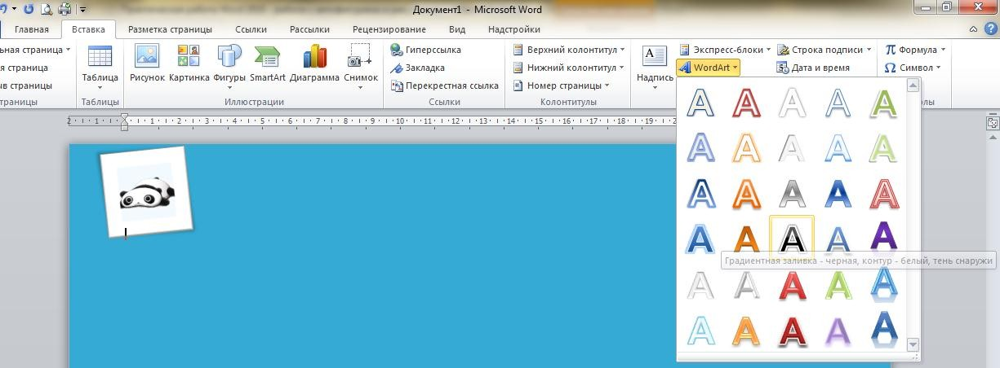 Документ1 - Microsoft Word
Главная Вставка Разметка страницы Ссылки Рассылки Рецензирование Вид Надстройки
ьная страница
я страница
ыв страницы
траницы
Таблица
Таблицы
Рисунок Картинка Фигуры SmartArt Диаграмма Снимок
Иллюстрации
Гиперссылка
Закладка
Перекрестная ссылка
Ссылки
Верхний колонтитул
Нижний колонтитул
Номер страницы
Колонтитулы
Надпись
Экспресс-блоки
WordArt
Строка подписи
Дата и время
π Формула
Ω Символ
лы
2 1 1 2 3 4 5 6 7 8 9 10 11 12 13 14 15 16 17 18 19
A A A A A
A A A A A
A A A A A
A A A A A
Градиентная заливка - черная, контур - белый, тень снаружи
A A A A A
A A A A A